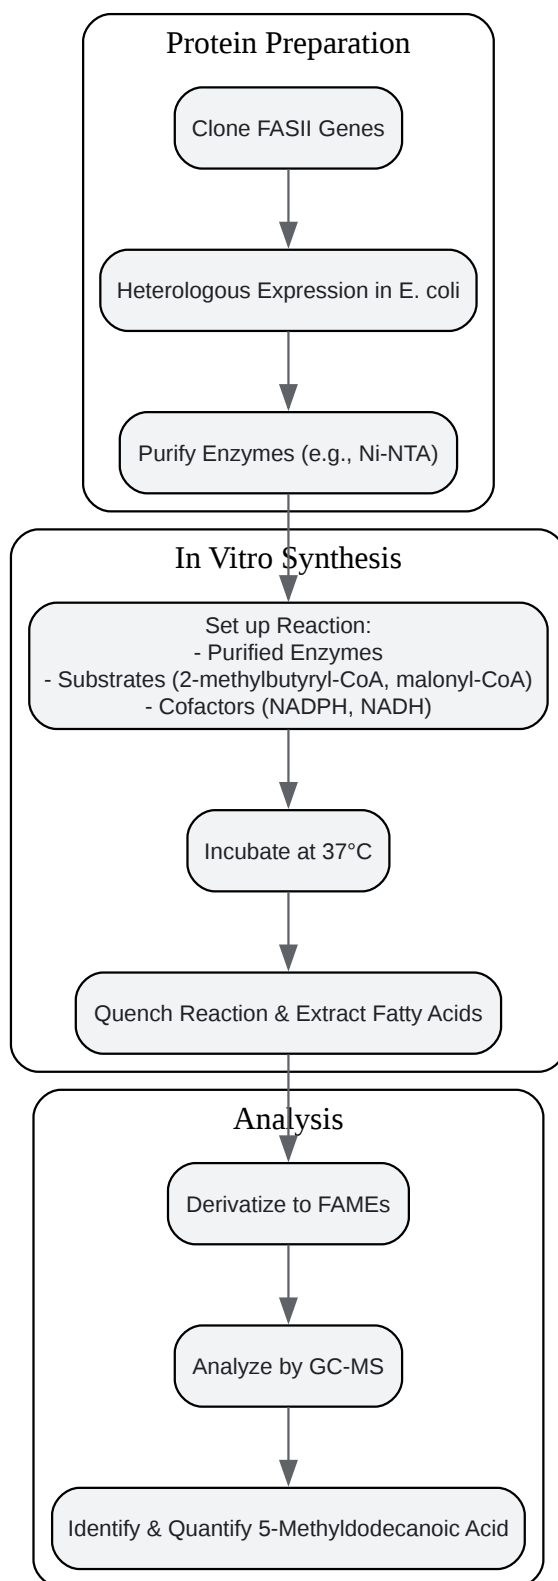 Protein Preparation
Clone FASII Genes
Heterologous Expression in E. coli
Purify Enzymes (e.g., Ni-NTA)
In Vitro Synthesis
Set up Reaction:
- Purified Enzymes
- Substrates (2-methylbutyryl-CoA, malonyl-CoA)
- Cofactors (NADPH, NADH)
Incubate at 37°C
Quench Reaction & Extract Fatty Acids
Analysis
Derivatize to FAMEs
Analyze by GC-MS
Identify & Quantify 5-Methyldodecanoic Acid